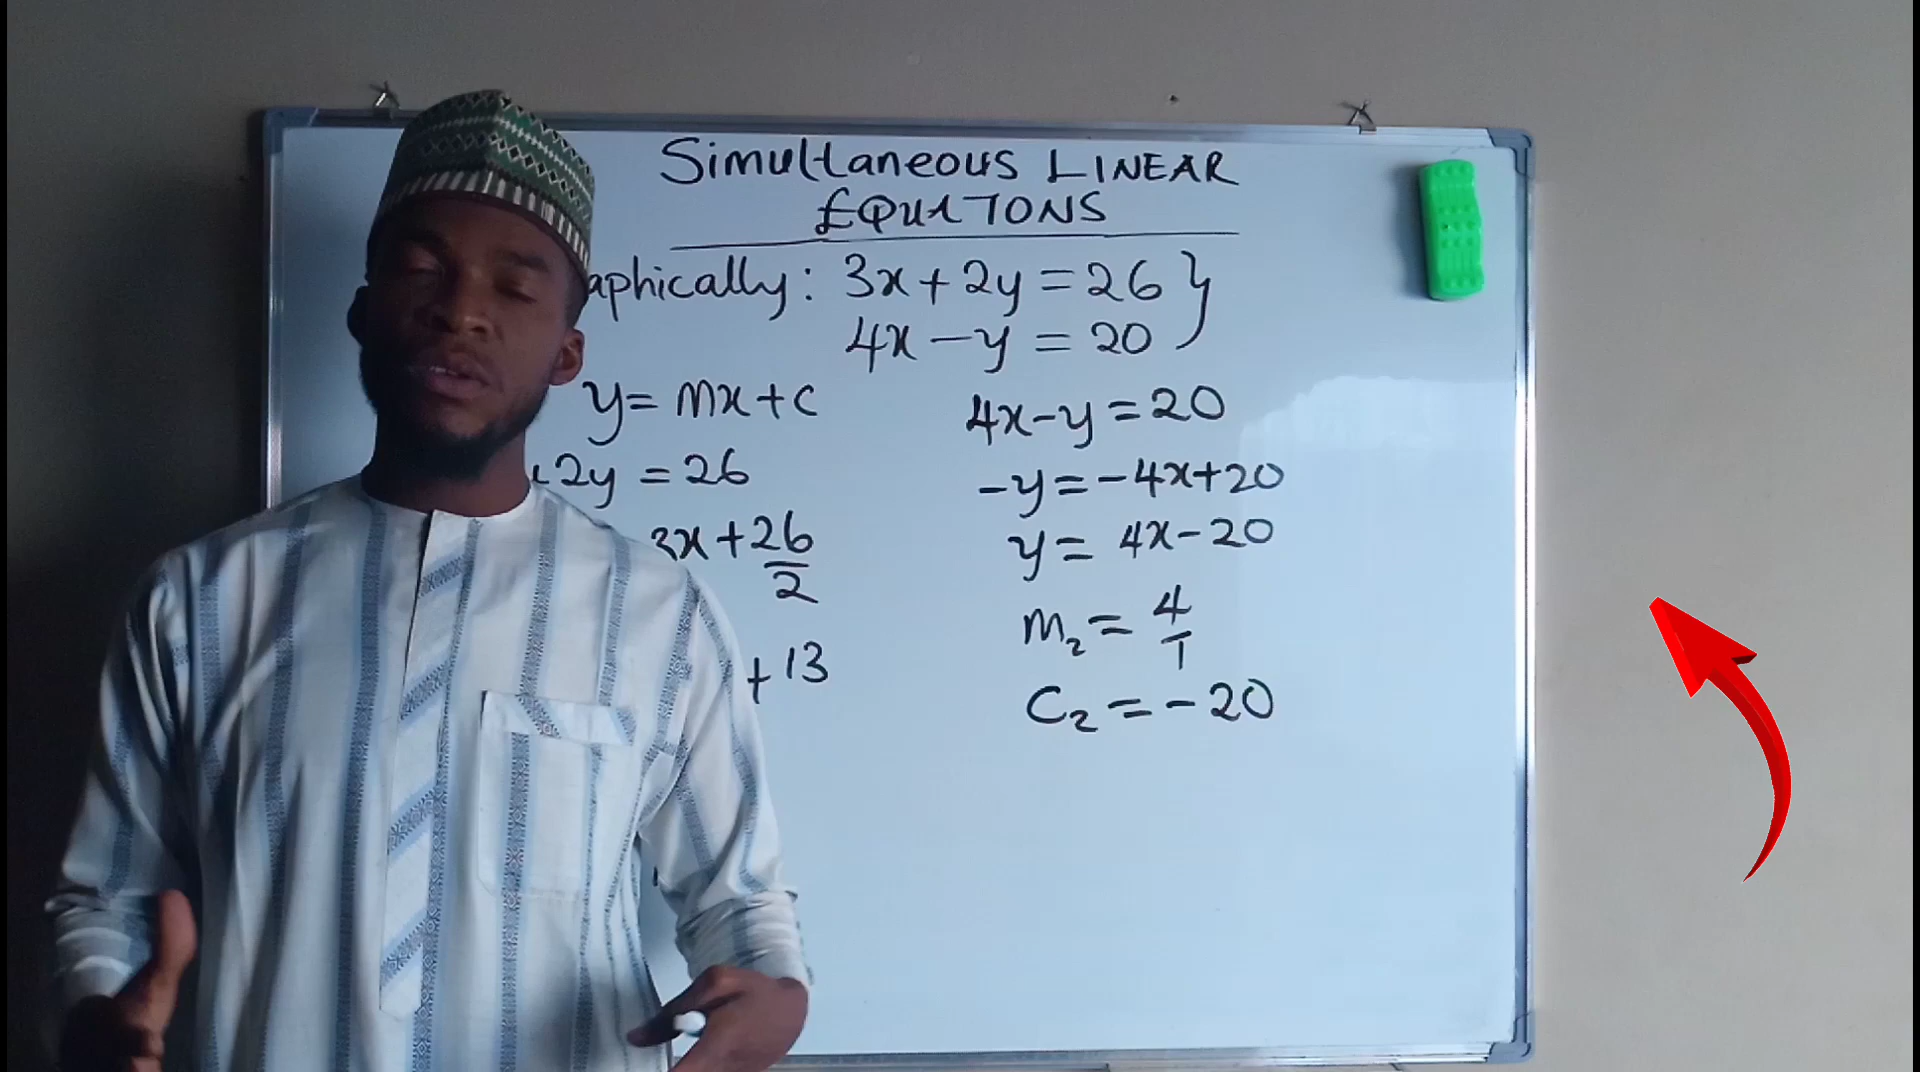 Simultaneous LINEAR
EQUATONS
aphically: 3x + 2y = 26 }
4x - y = 20
y = mx + c
2y = 26
3x + 26/2
+ 13
4x - y = 20
-y = -4x + 20
y = 4x - 20
m₂ = 4/1
C₂ = -20